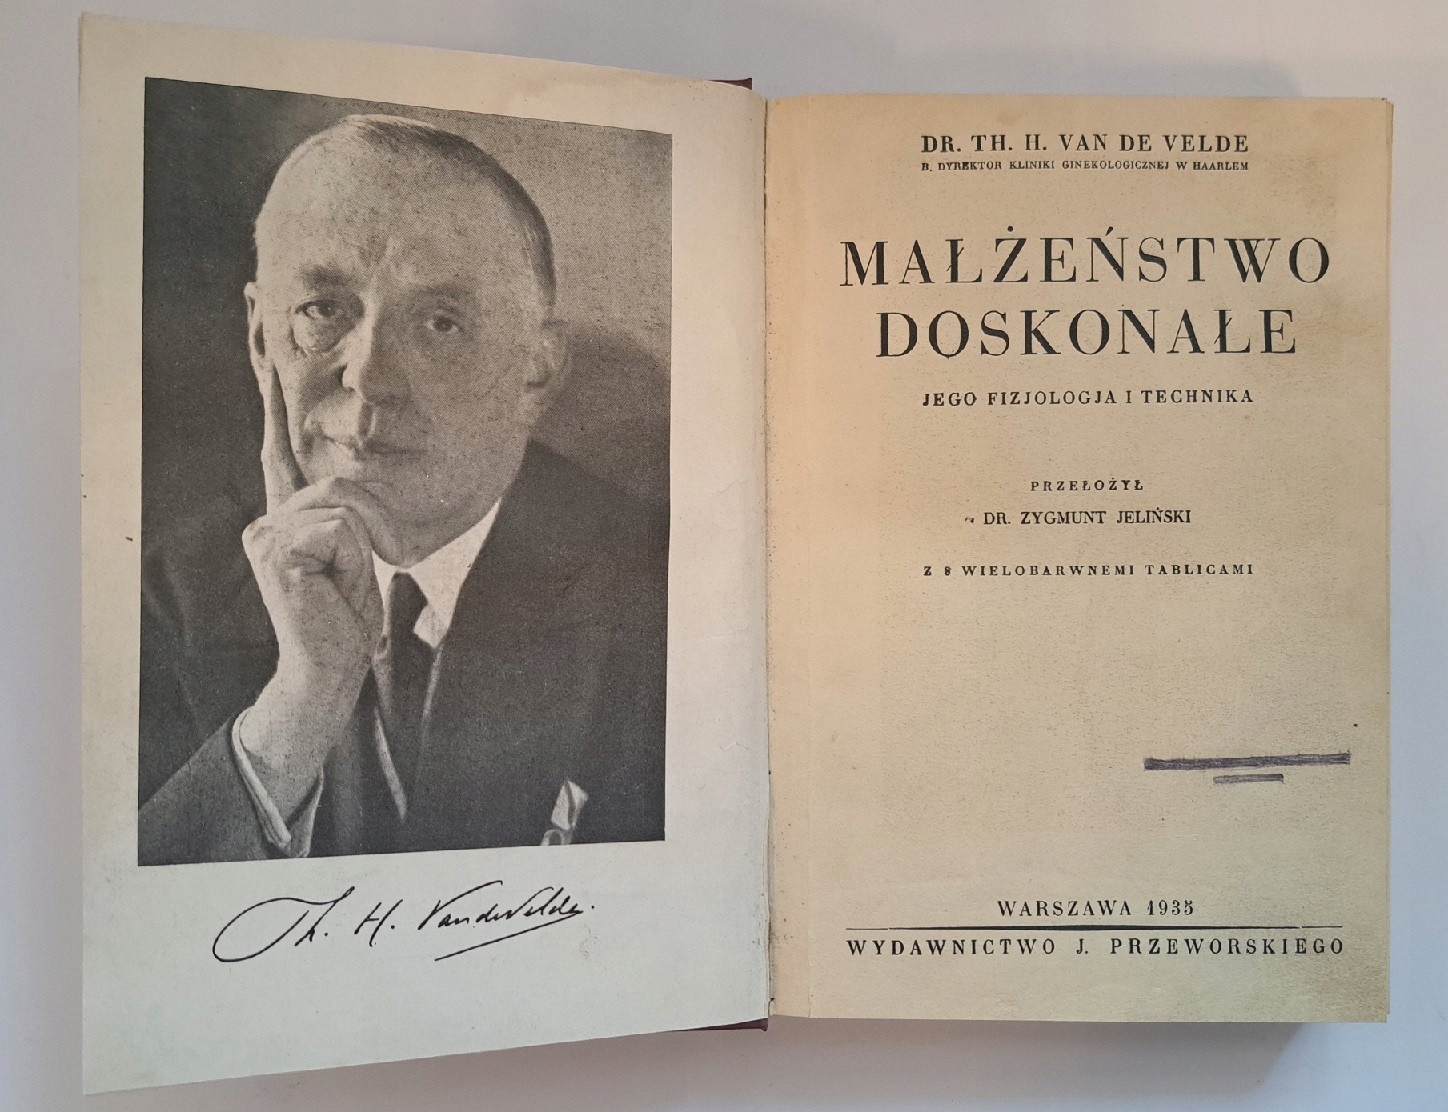 Th. H. Van de Velde.
DR. TH. H. VAN DE VELDE
B. DYREKTOR KLINIKI GINEKOLOGICZNEJ W HAARLEM
MAŁŻEŃSTWO
DOSKONAŁE
JEGO FIZJOLOGJA I TECHNIKA
PRZEŁOŻYŁ
DR. ZYGMUNT JELIŃSKI
Z 8 WIELOBARWNEMI TABLICAMI
WARSZAWA 1935
WYDAWNICTWO J. PRZEWORSKIEGO